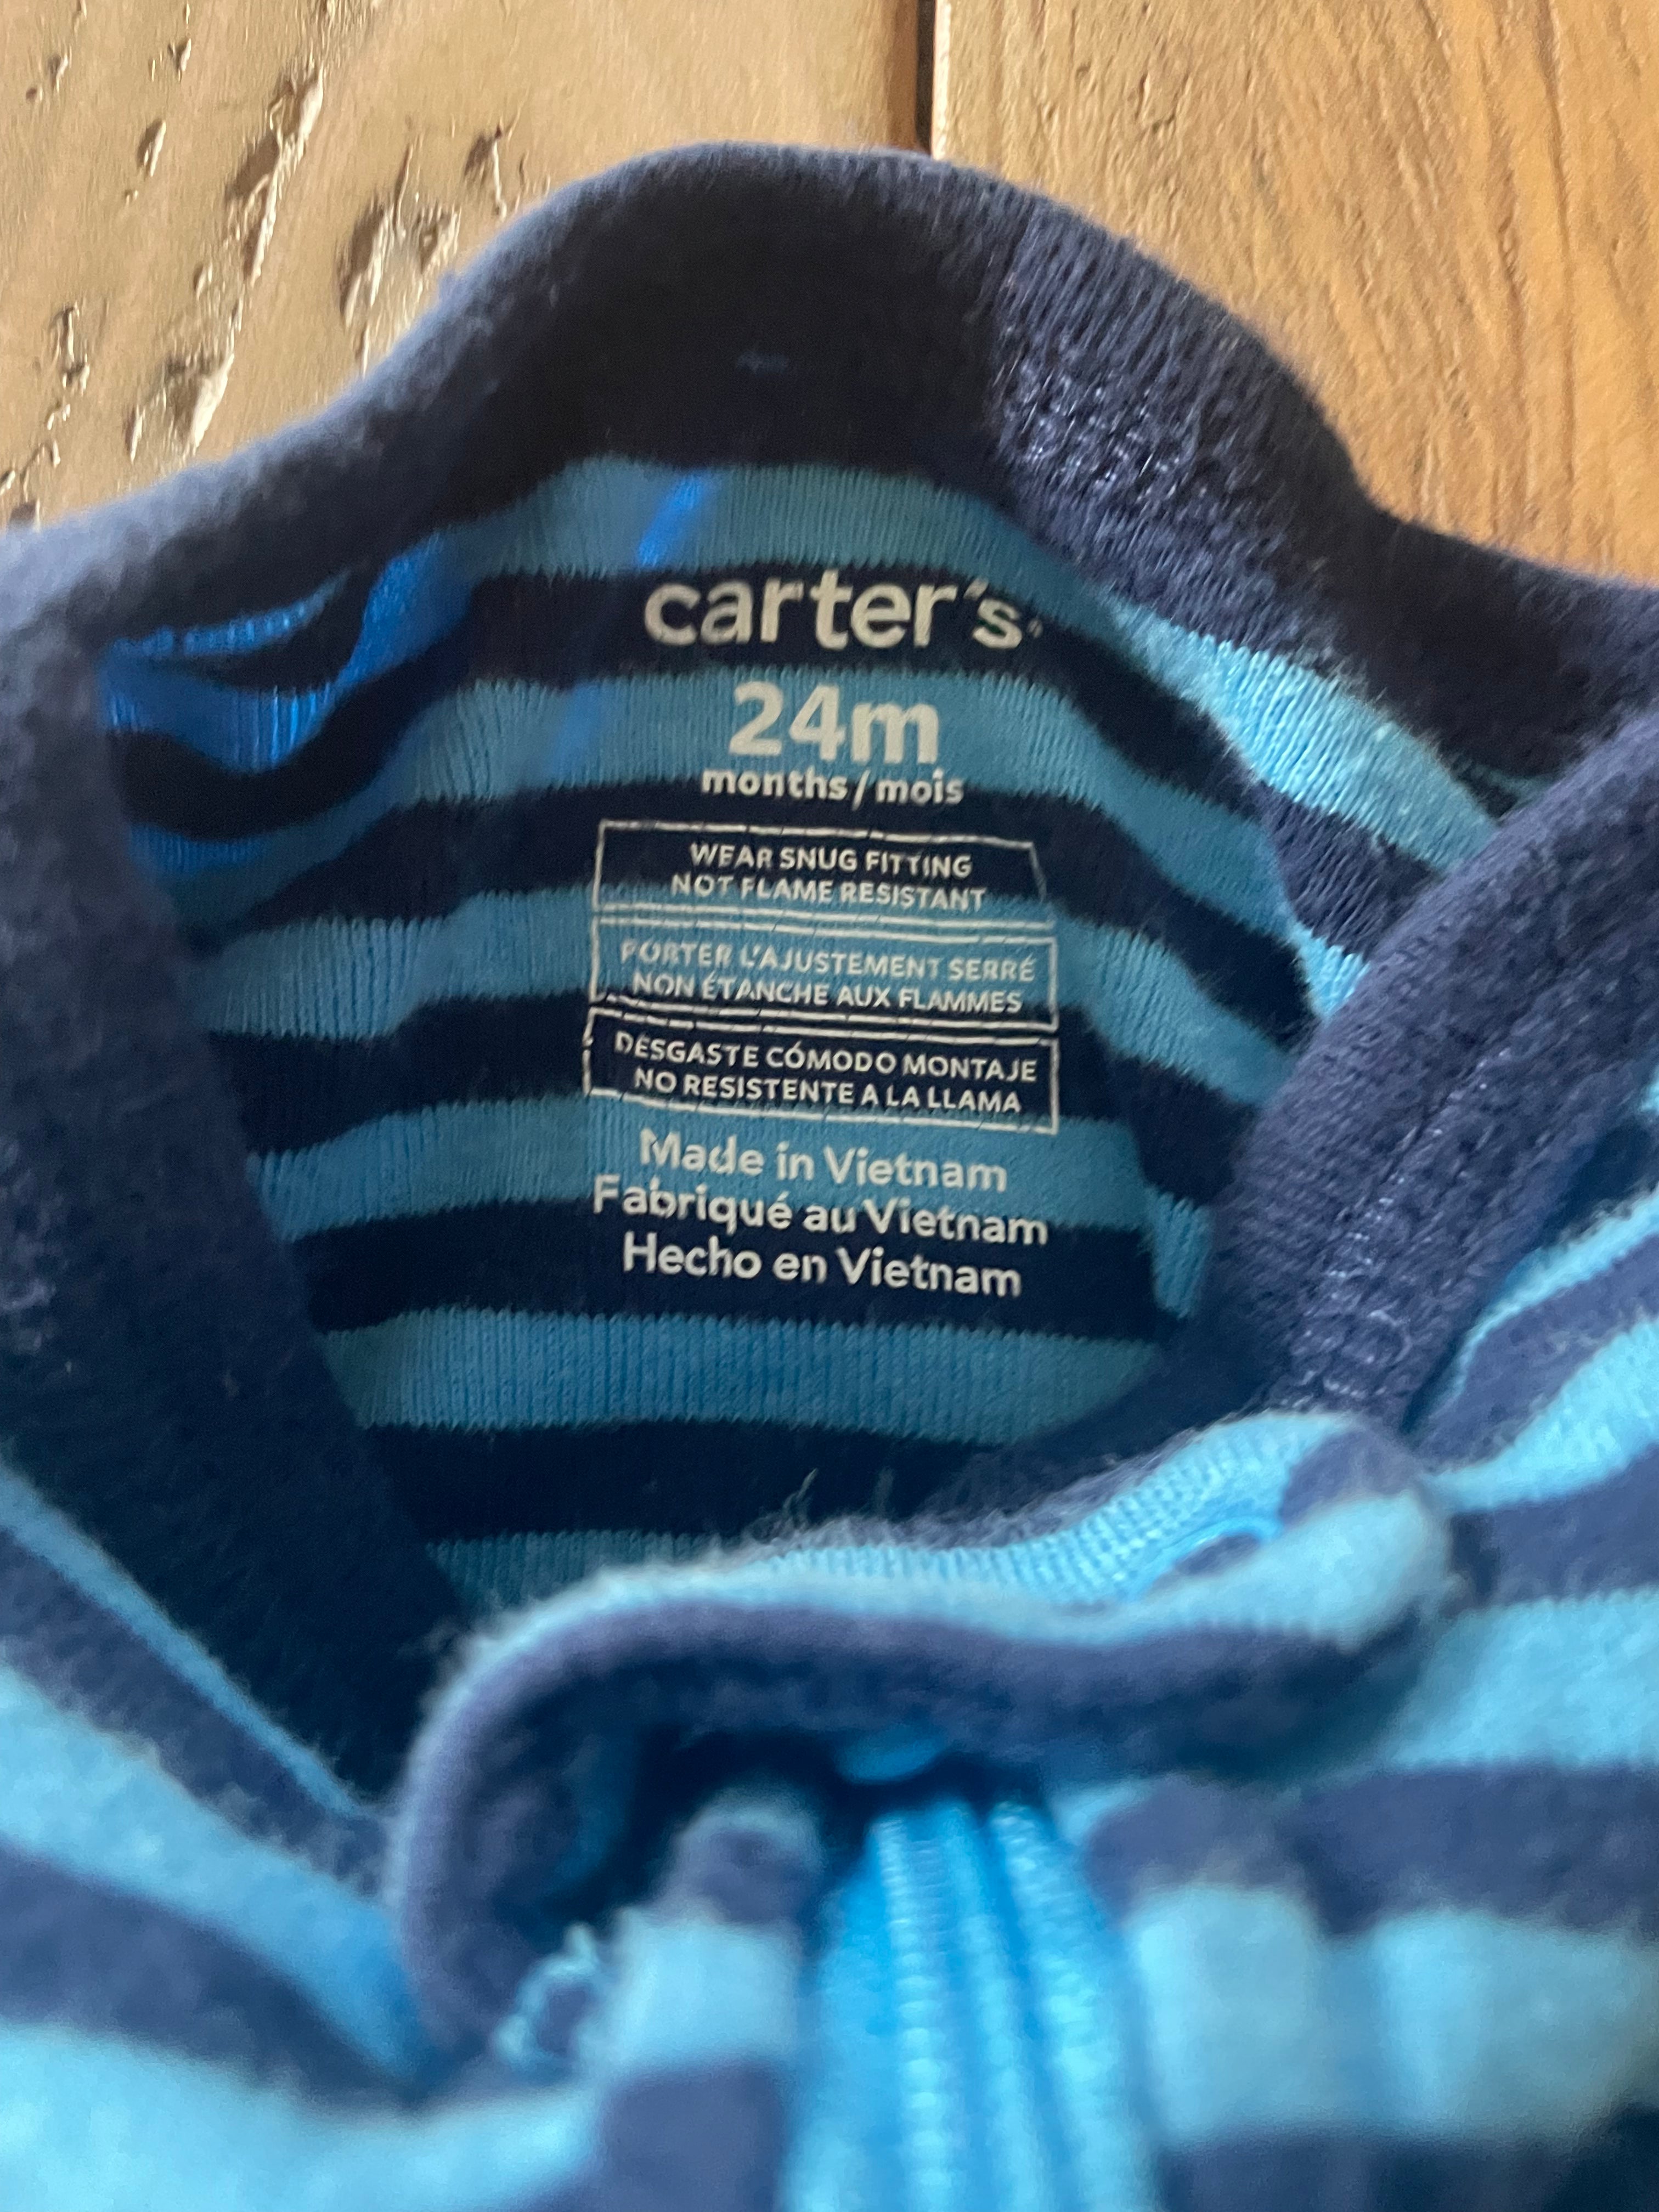 carter's
24m
months/mois
WEAR SNUG FITTING
NOT FLAME RESISTANT
PORTER L'AJUSTEMENT SERRÉ
NON ÉTANCHE AUX FLAMMES
DESGASTE CÓMODO MONTAJE
NO RESISTENTE A LA LLAMA
Made in Vietnam
Fabriqué au Vietnam
Hecho en Vietnam